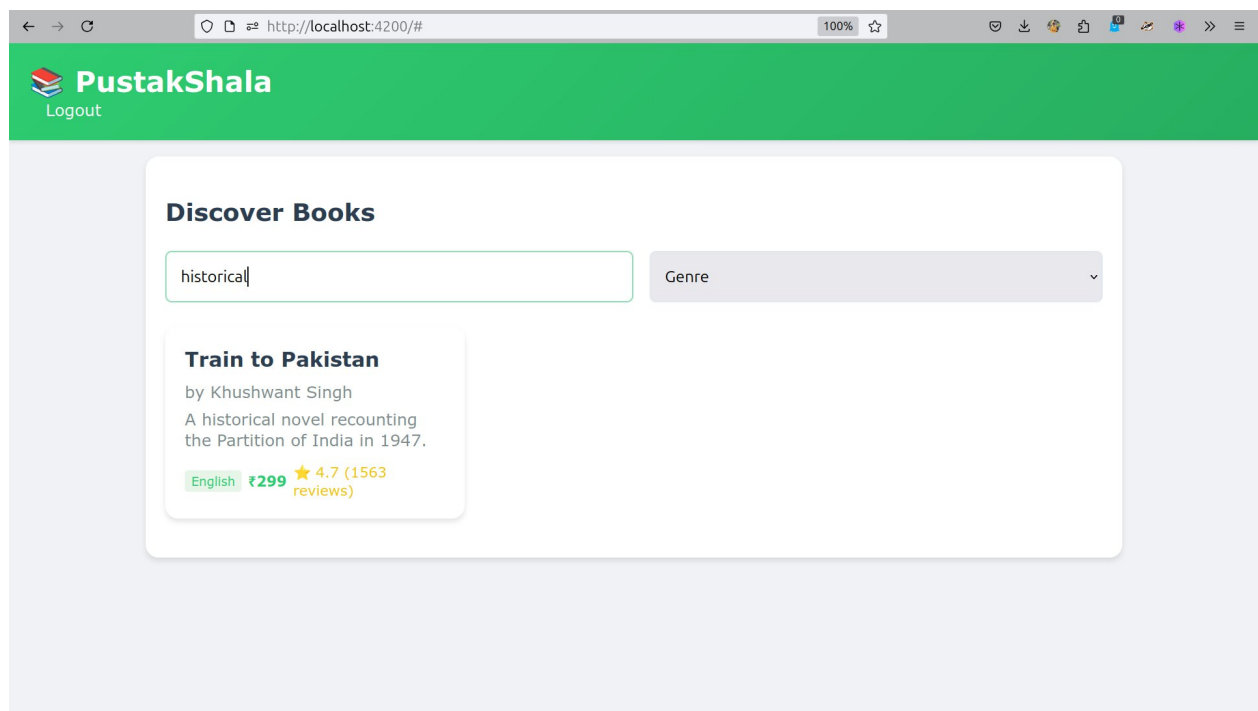 http://localhost:4200/#
100%
0
📚 PustakShala
Logout
Discover Books
historical
Genre
Train to Pakistan
by Khushwant Singh
A historical novel recounting
the Partition of India in 1947.
English ₹299 ⭐ 4.7 (1563
reviews)